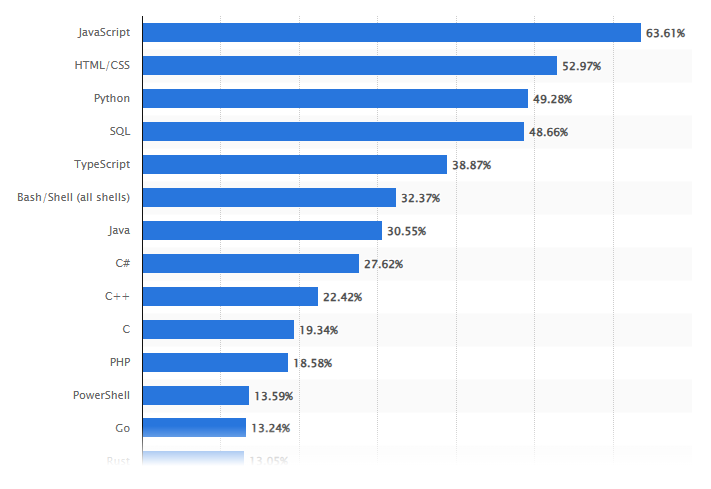 JavaScript 63.61%
HTML/CSS 52.97%
Python 49.28%
SQL 48.66%
TypeScript 38.87%
Bash/Shell (all shells) 32.37%
Java 30.55%
C# 27.62%
C++ 22.42%
C 19.34%
PHP 18.58%
PowerShell 13.59%
Go 13.24%
Rust 13.05%